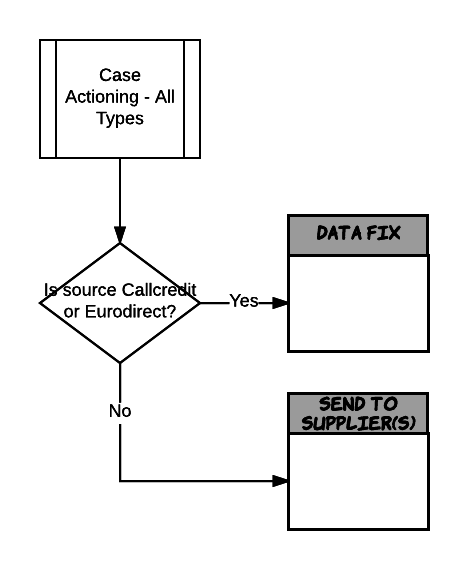 Case
Actioning - All
Types
DATA FIX
Is source Callcredit
or Eurodirect?
Yes
No
SEND TO
SUPPLIER(S)